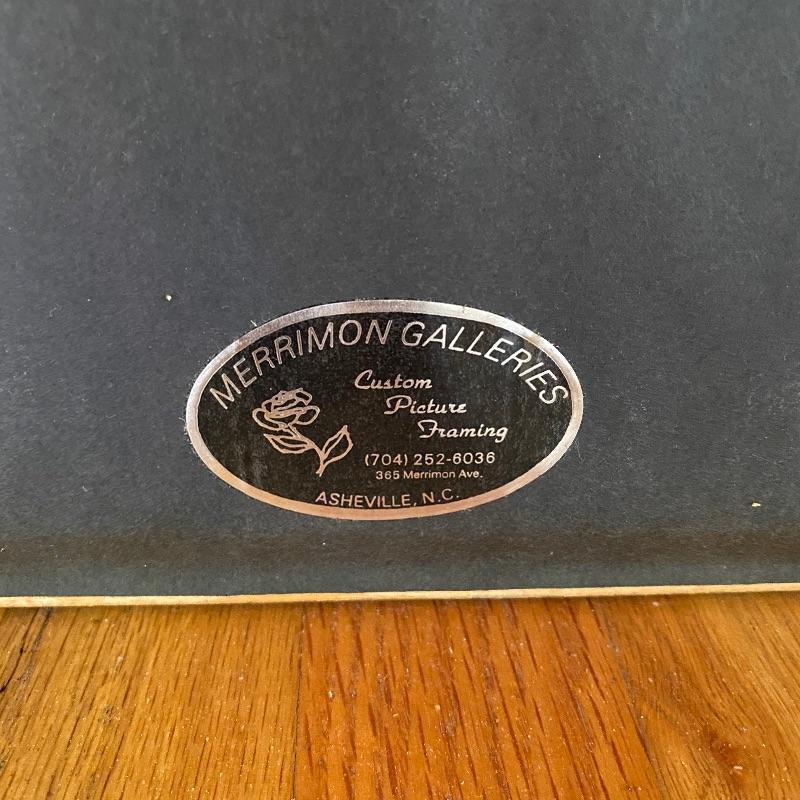 MERRIMON GALLERIES
Custom
Picture
Framing
(704) 252-6036
365 Merrimon Ave.
ASHEVILLE, N.C.